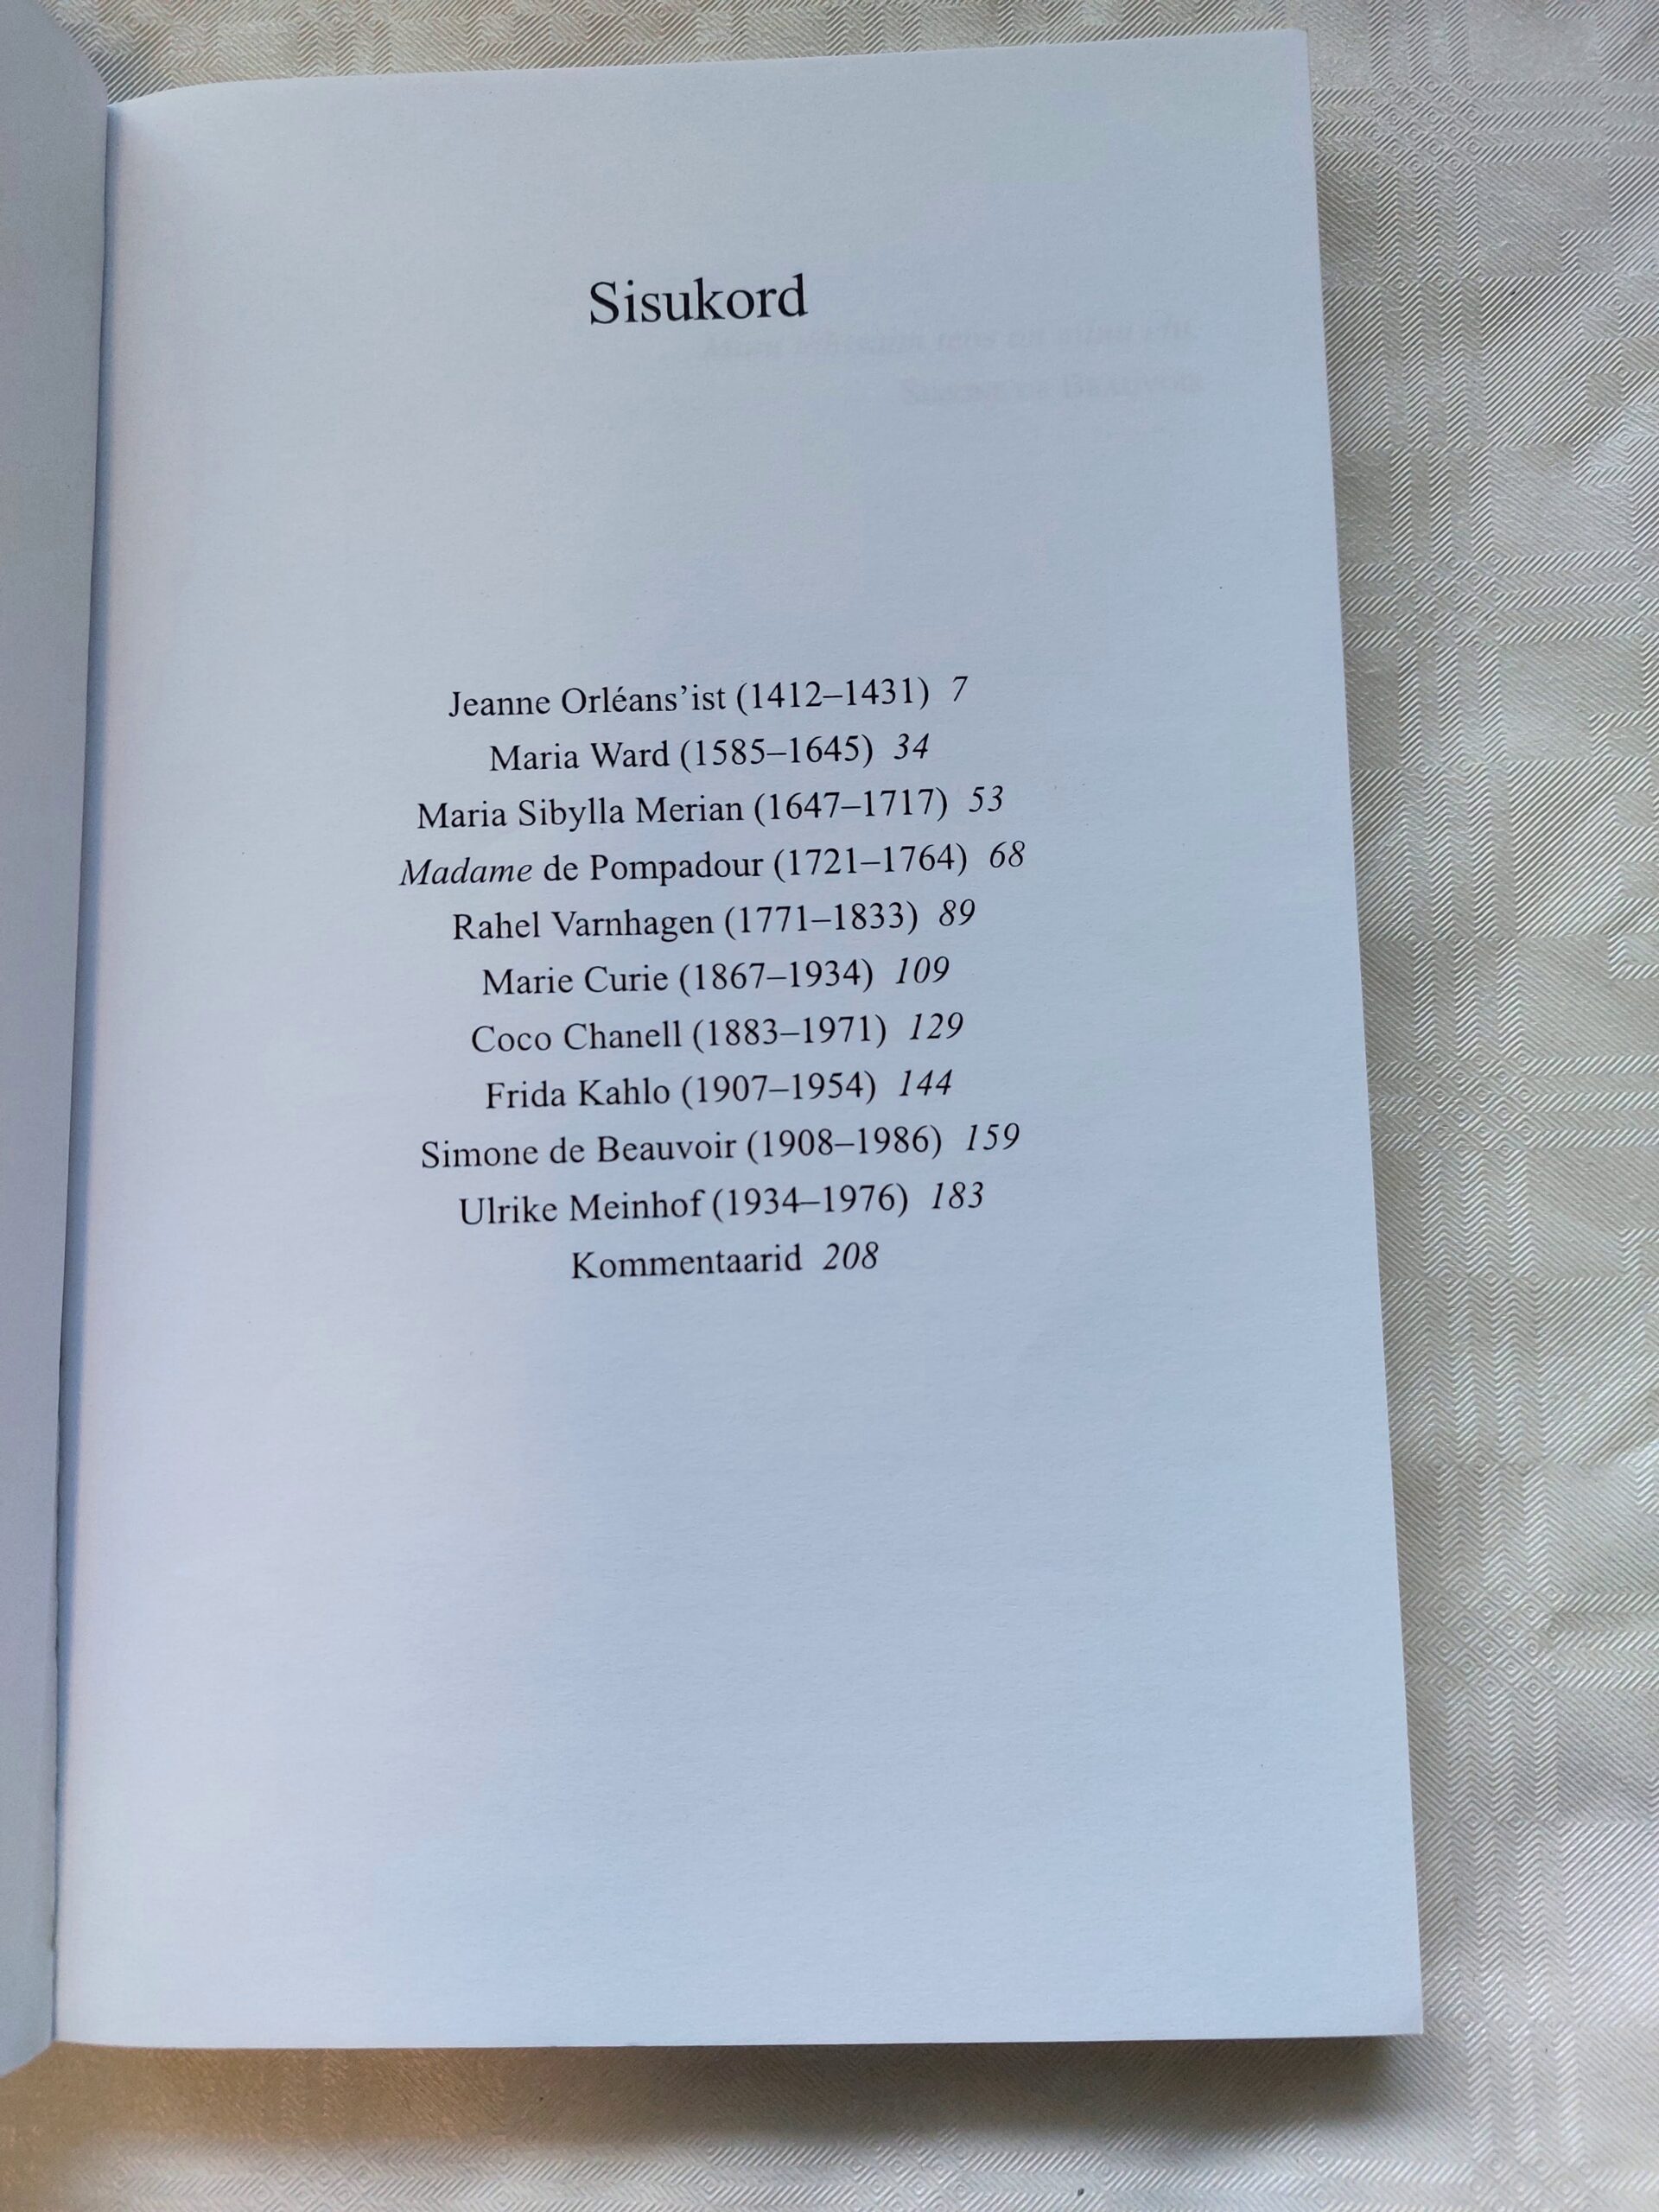 Sisukord
Jeanne Orléans’ist (1412–1431) 7
Maria Ward (1585–1645) 34
Maria Sibylla Merian (1647–1717) 53
Madame de Pompadour (1721–1764) 68
Rahel Varnhagen (1771–1833) 89
Marie Curie (1867–1934) 109
Coco Chanell (1883–1971) 129
Frida Kahlo (1907–1954) 144
Simone de Beauvoir (1908–1986) 159
Ulrike Meinhof (1934–1976) 183
Kommentaarid 208